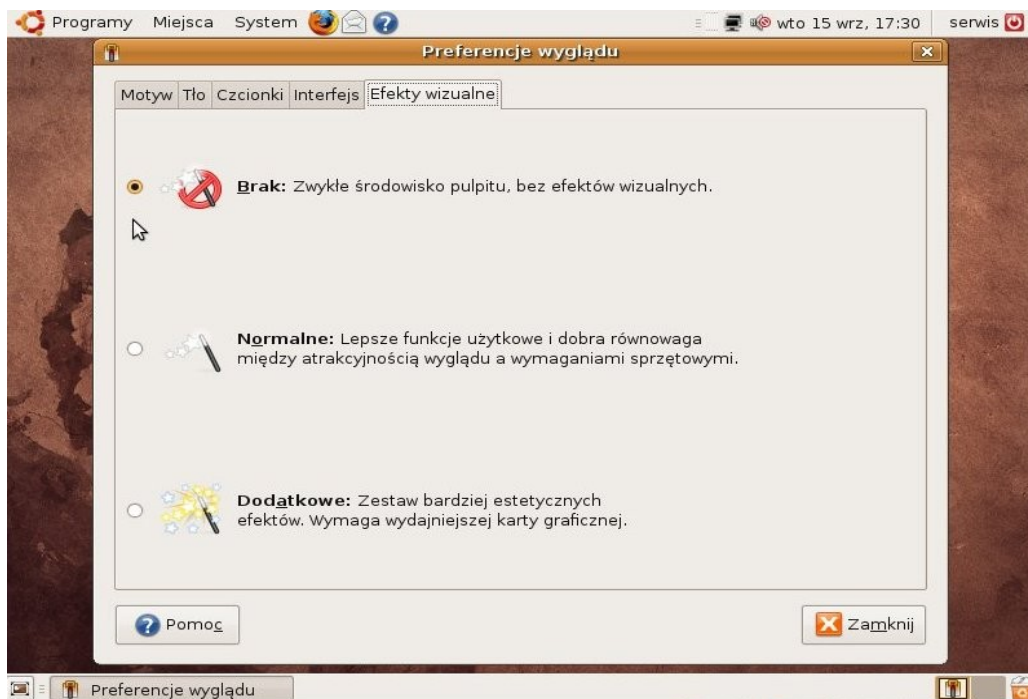 Programy Miejsca System wto 15 wrz, 17:30 serwis
Preferencje wyglądu
Motyw Tło Czcionki Interfejs Efekty wizualne
Brak: Zwykłe środowisko pulpitu, bez efektów wizualnych.
Normalne: Lepsze funkcje użytkowe i dobra równowaga
między atrakcyjnością wyglądu a wymaganiami sprzętowymi.
Dodatkowe: Zestaw bardziej estetycznych
efektów. Wymaga wydajniejszej karty graficznej.
Pomoc Zamknij
Preferencje wyglądu